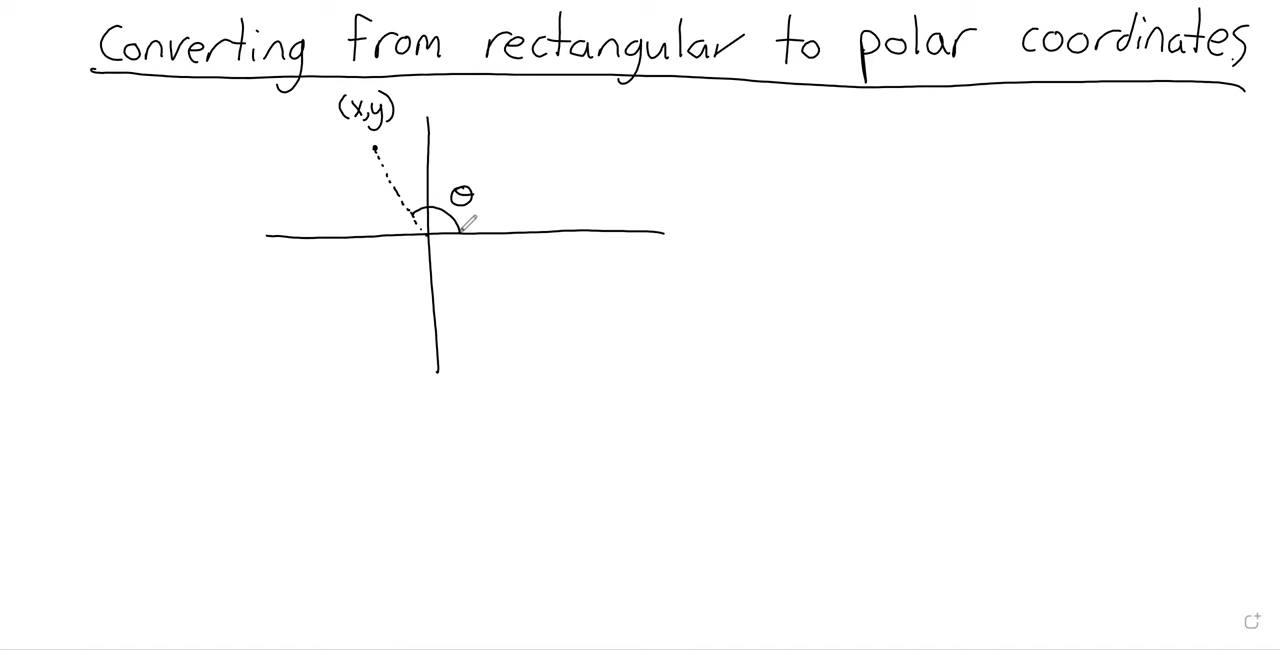 Converting from rectangular to polar coordinates
(x,y)
θ